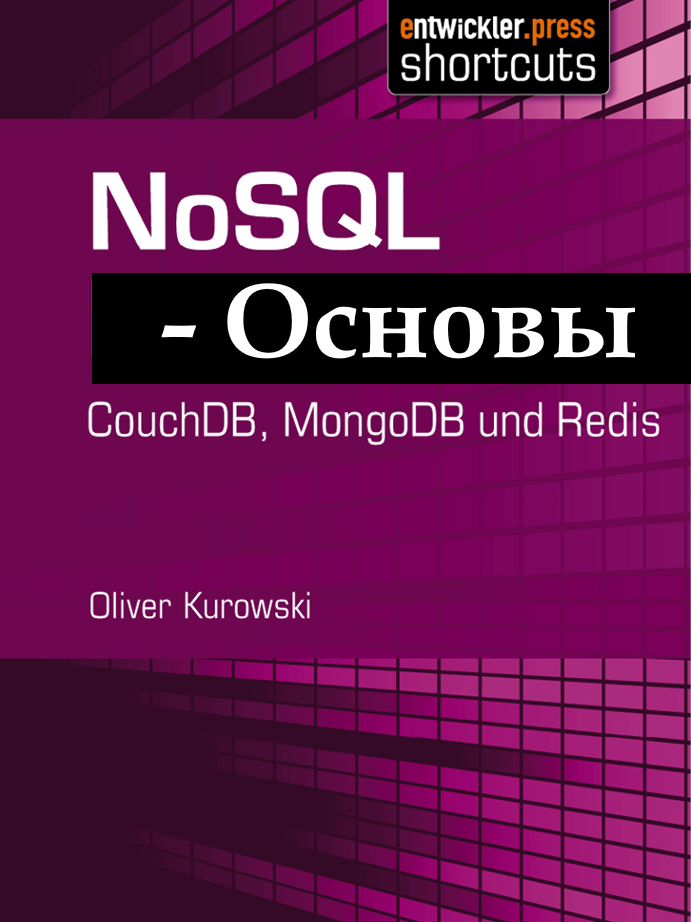 entwickler.press
shortcuts
NoSQL
- Основы
CouchDB, MongoDB und Redis
Oliver Kurowski